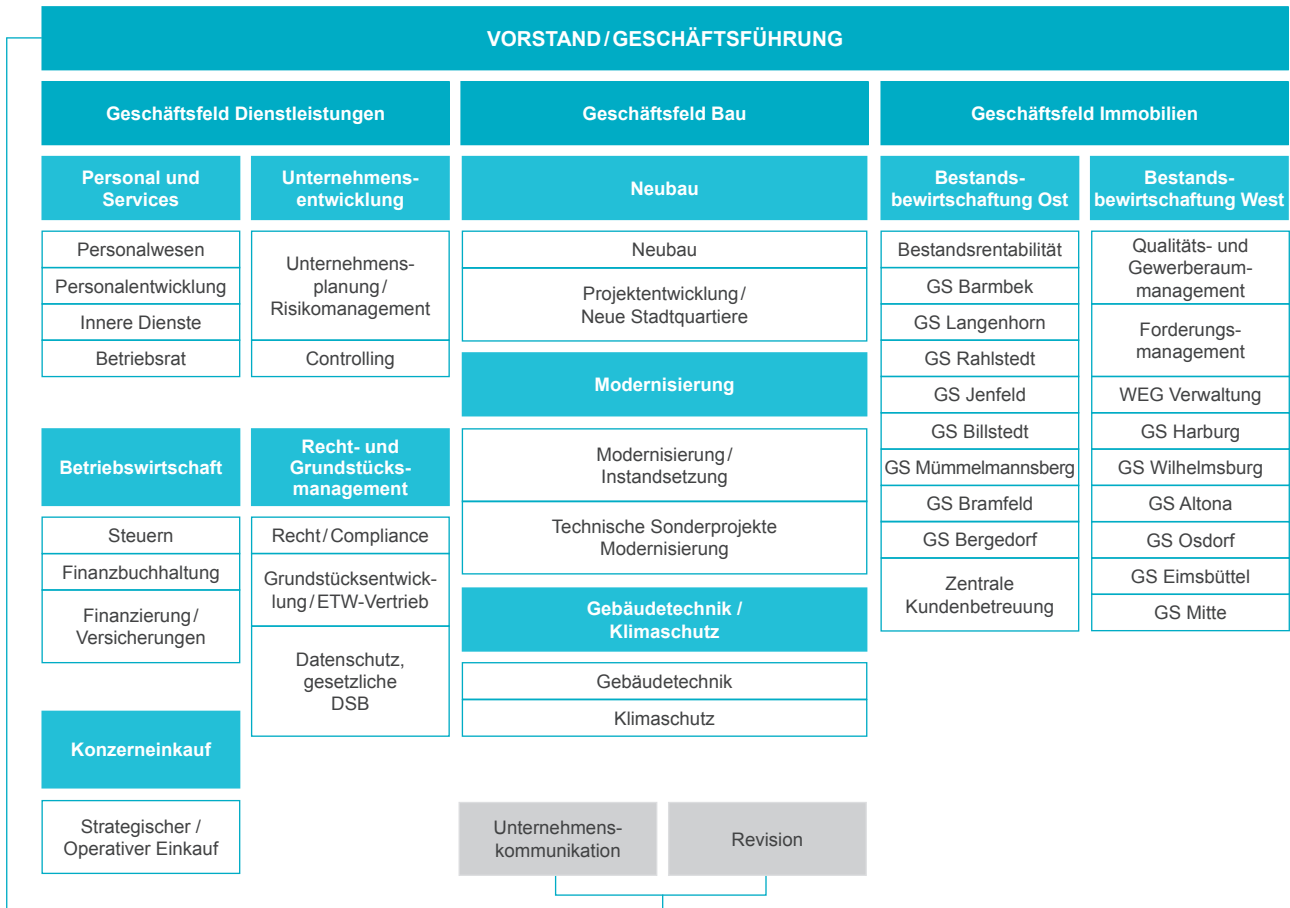 VORSTAND/GESCHÄFTSFÜHRUNG
Geschäftsfeld Dienstleistungen
Personal und
Services
Personalwesen
Personalentwicklung
Innere Dienste
Betriebsrat
Unternehmens-
entwicklung
Unternehmens-
planung/
Risikomanagement
Controlling
Betriebswirtschaft
Steuern
Finanzbuchhaltung
Finanzierung/
Versicherungen
Recht- und
Grundstücks-
management
Recht/Compliance
Grundstücksentwick-
lung/ETW-Vertrieb
Datenschutz,
gesetzliche
DSB
Konzerneinkauf
Strategischer /
Operativer Einkauf
Geschäftsfeld Bau
Neubau
Neubau
Projektentwicklung/
Neue Stadtquartiere
Modernisierung
Modernisierung/
Instandsetzung
Technische Sonderprojekte
Modernisierung
Gebäudetechnik /
Klimaschutz
Gebäudetechnik
Klimaschutz
Geschäftsfeld Immobilien
Bestands-
bewirtschaftung Ost
Bestandsrentabilität
GS Barmbek
GS Langenhorn
GS Rahlstedt
GS Jenfeld
GS Billstedt
GS Mümmelmannsberg
GS Bramfeld
GS Bergedorf
Zentrale
Kundenbetreuung
Bestands-
bewirtschaftung West
Qualitäts- und
Gewerberaum-
management
Forderungs-
management
WEG Verwaltung
GS Harburg
GS Wilhelmsburg
GS Altona
GS Osdorf
GS Eimsbüttel
GS Mitte
Unternehmens-
kommunikation
Revision